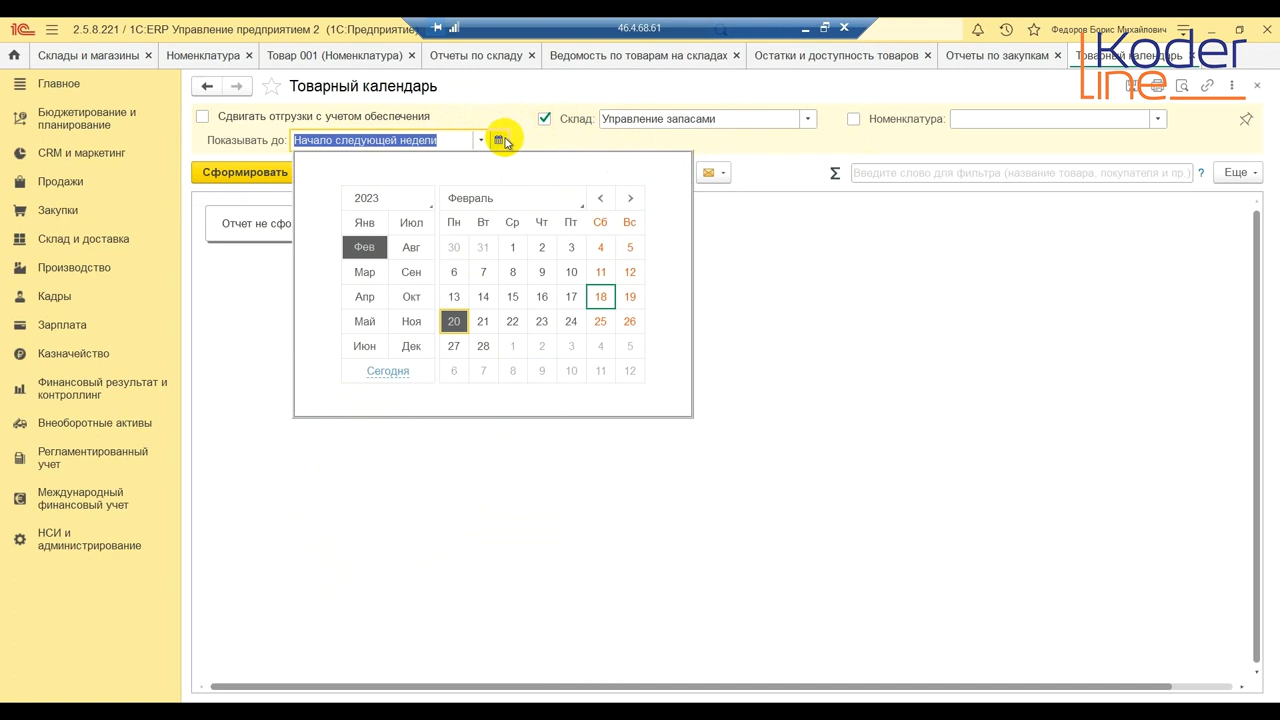 2.5.8.221 / 1С:ERP Управление предприятием 2 (1С:Предприятие)
46.4.68.61
Федоров Борис Михайлович
Koder
line
Склады и магазины
Номенклатура
Товар 001 (Номенклатура)
Отчеты по складу
Ведомость по товарам на складах
Остатки и доступность товаров
Отчеты по закупкам
Товарный календарь
Главное
Бюджетирование и
планирование
CRM и маркетинг
Продажи
Закупки
Склад и доставка
Производство
Кадры
Зарплата
Казначейство
Финансовый результат и
контроллинг
Внеоборотные активы
Регламентированный
учет
Международный
финансовый учет
НСИ и
администрирование
Товарный календарь
Сдвигать отгрузки с учетом обеспечения
Склад: Управление запасами
Номенклатура:
Показывать до: Начало следующей недели
Сформировать
Σ Введите слово для фильтра (название товара, покупателя и пр.) ? Еще
Отчет не сфо
2023 Февраль
Янв Июл Пн Вт Ср Чт Пт Сб Вс
Фев Авг 30 31 1 2 3 4 5
Мар Сен 6 7 8 9 10 11 12
Апр Окт 13 14 15 16 17 18 19
Май Ноя 20 21 22 23 24 25 26
Июн Дек 27 28 1 2 3 4 5
Сегодня 6 7 8 9 10 11 12